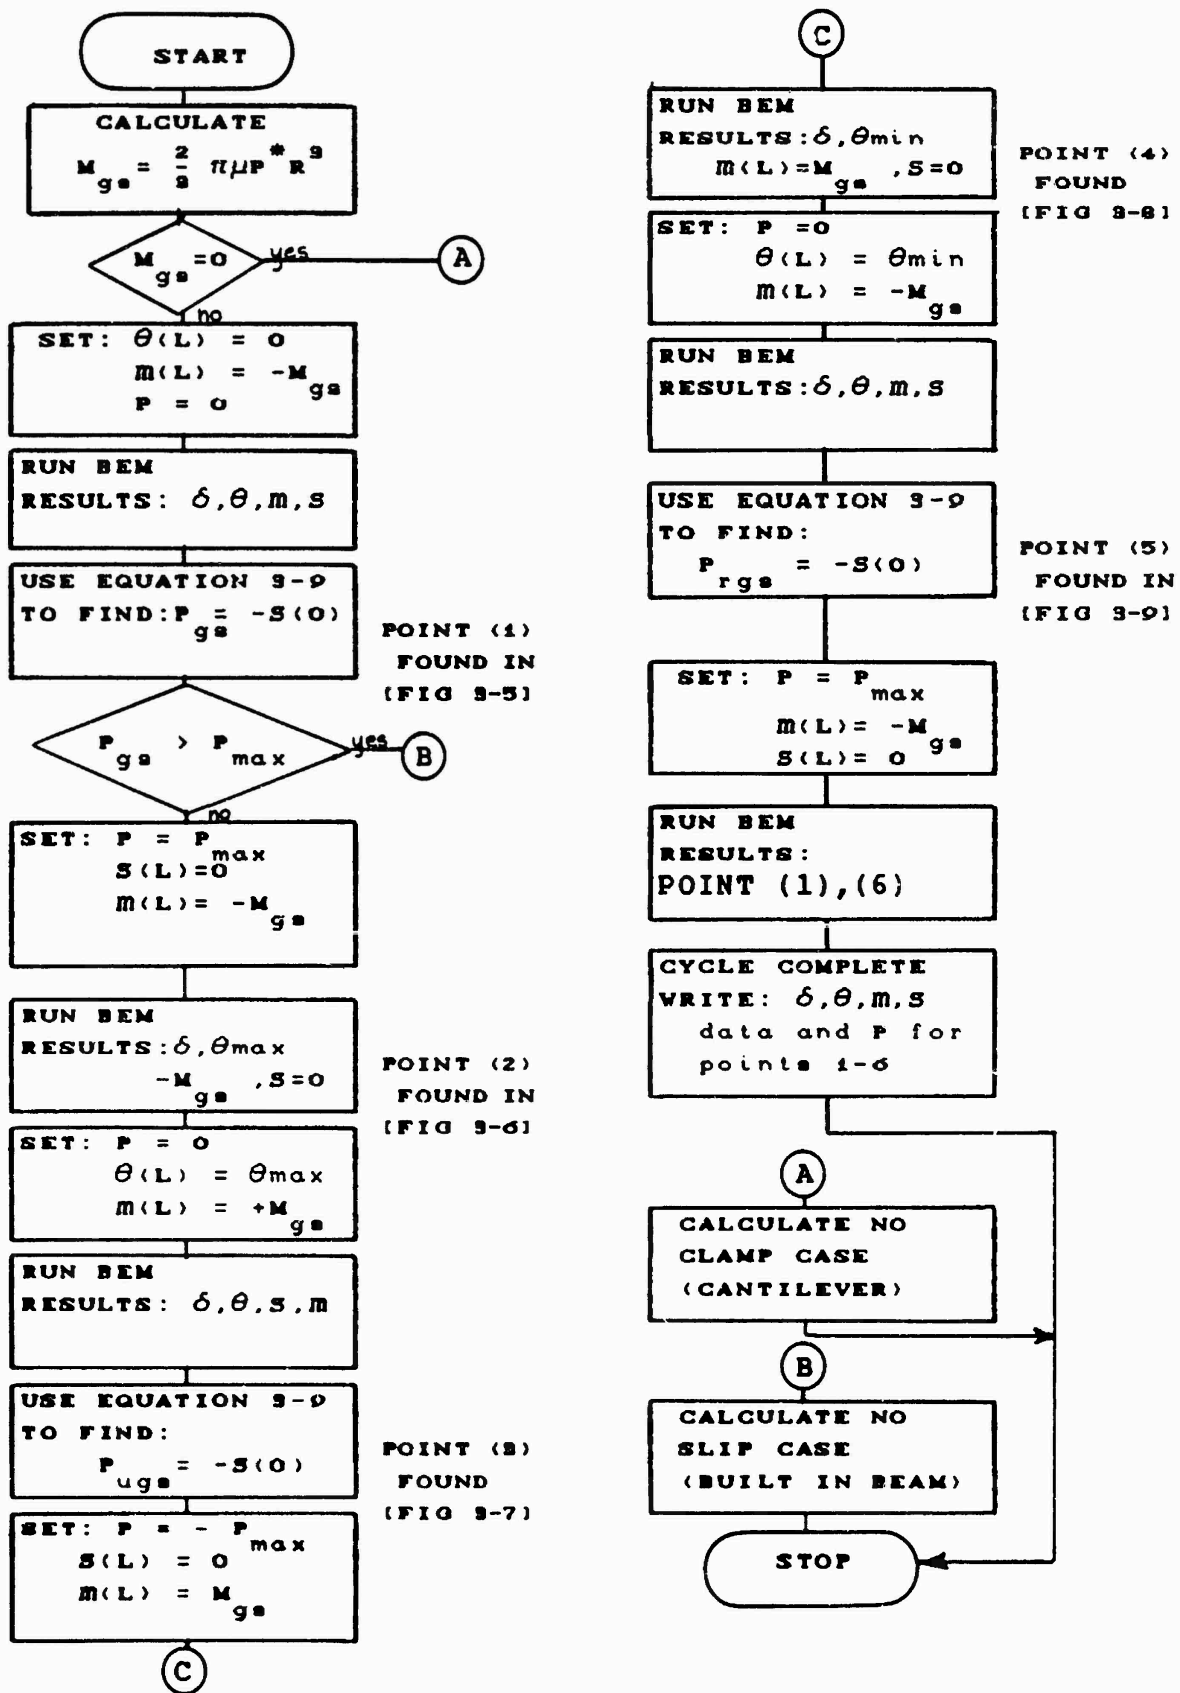 START
CALCULATE
M_gs = 2/3 πμP* R³
M_gs = 0
yes
A
no
SET: θ(L) = 0
m(L) = -M_gs
P = 0
RUN BEM
RESULTS: δ,θ,m,s
USE EQUATION 3-9
TO FIND: P_gs = -S(0)
POINT (1)
FOUND IN
[FIG 3-5]
P_gs > P_max
yes
B
no
SET: P = P_max
S(L)=0
m(L)= -M_gs
RUN BEM
RESULTS: δ,θmax
-M_gs ,S=0
POINT (2)
FOUND IN
[FIG 3-6]
SET: P = 0
θ(L) = θmax
m(L) = +M_gs
RUN BEM
RESULTS: δ,θ,s,m
USE EQUATION 3-9
TO FIND:
P_ugs = -S(0)
POINT (3)
FOUND
[FIG 3-7]
SET: P = - P_max
S(L) = 0
m(L) = M_gs
C
C
RUN BEM
RESULTS: δ,θmin
m(L)=M_gs ,S=0
POINT (4)
FOUND
[FIG 3-8]
SET: P =0
θ(L) = θmin
m(L) = -M_gs
RUN BEM
RESULTS: δ,θ,m,s
USE EQUATION 3-9
TO FIND:
P_rgs = -S(0)
POINT (5)
FOUND IN
[FIG 3-9]
SET: P = P_max
m(L)= -M_gs
S(L)= 0
RUN BEM
RESULTS:
POINT (1),(6)
CYCLE COMPLETE
WRITE: δ,θ,m,s
data and P for
points 1-6
A
CALCULATE NO
CLAMP CASE
(CANTILEVER)
B
CALCULATE NO
SLIP CASE
(BUILT IN BEAM)
STOP